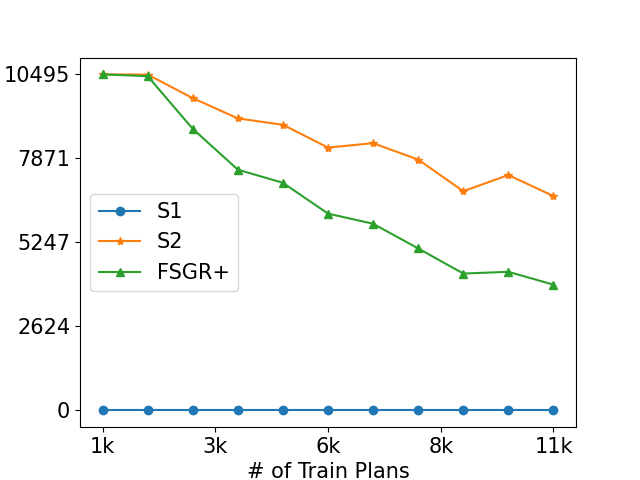 10495
7871
5247
2624
0
S1
S2
FSGR+
1k 3k 6k 8k 11k
# of Train Plans